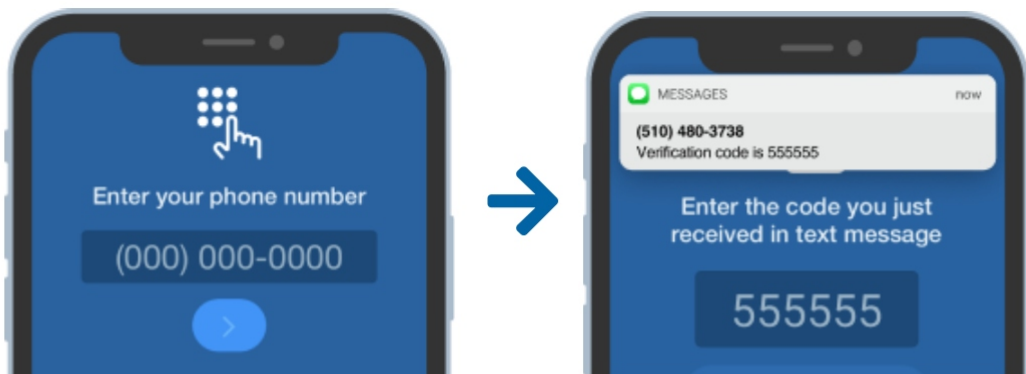 Enter your phone number
(000) 000-0000
MESSAGES now
(510) 480-3738
Verification code is 555555
Enter the code you just
received in text message
555555